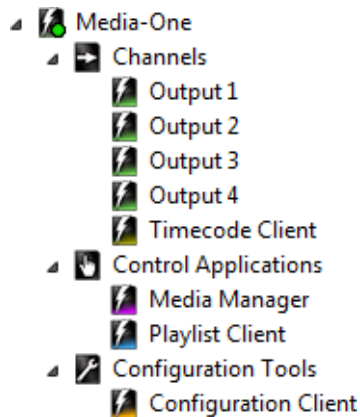 Media-One
Channels
Output 1
Output 2
Output 3
Output 4
Timecode Client
Control Applications
Media Manager
Playlist Client
Configuration Tools
Configuration Client